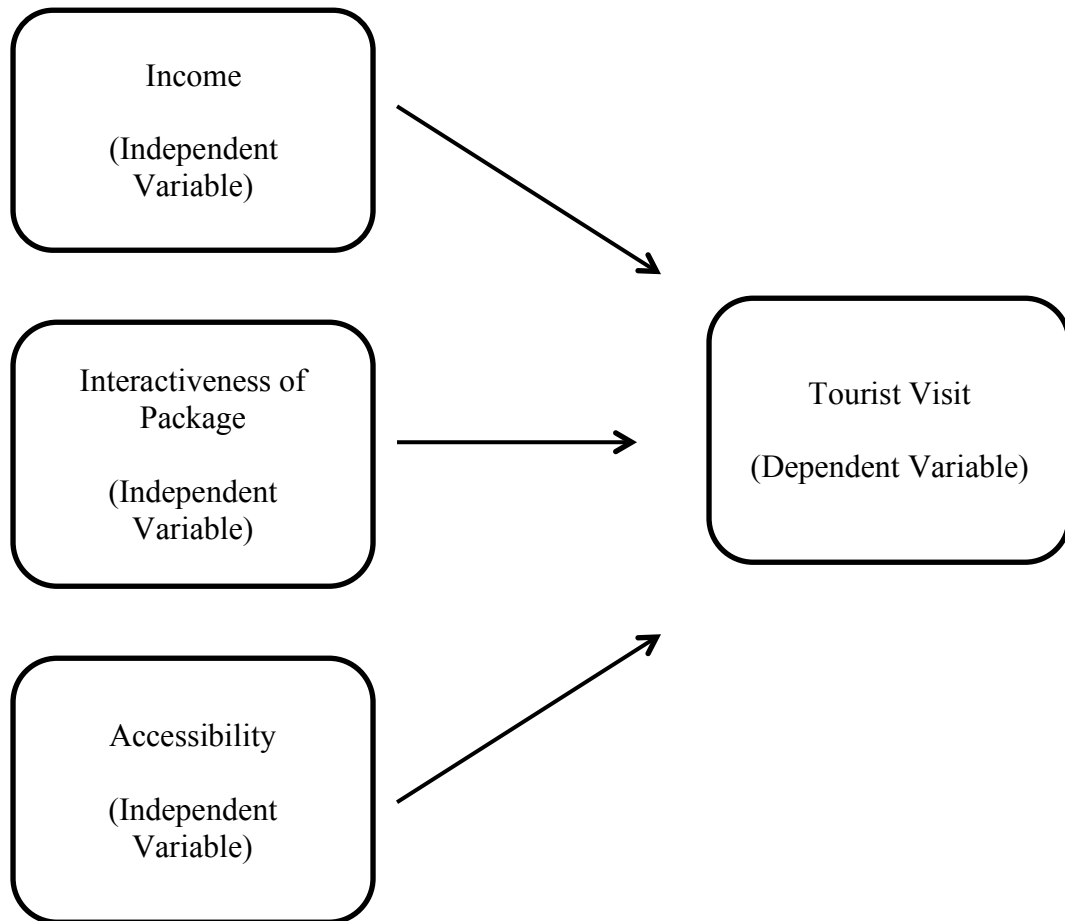 Income
(Independent
Variable)
Interactiveness of
Package
(Independent
Variable)
Tourist Visit
(Dependent Variable)
Accessibility
(Independent
Variable)